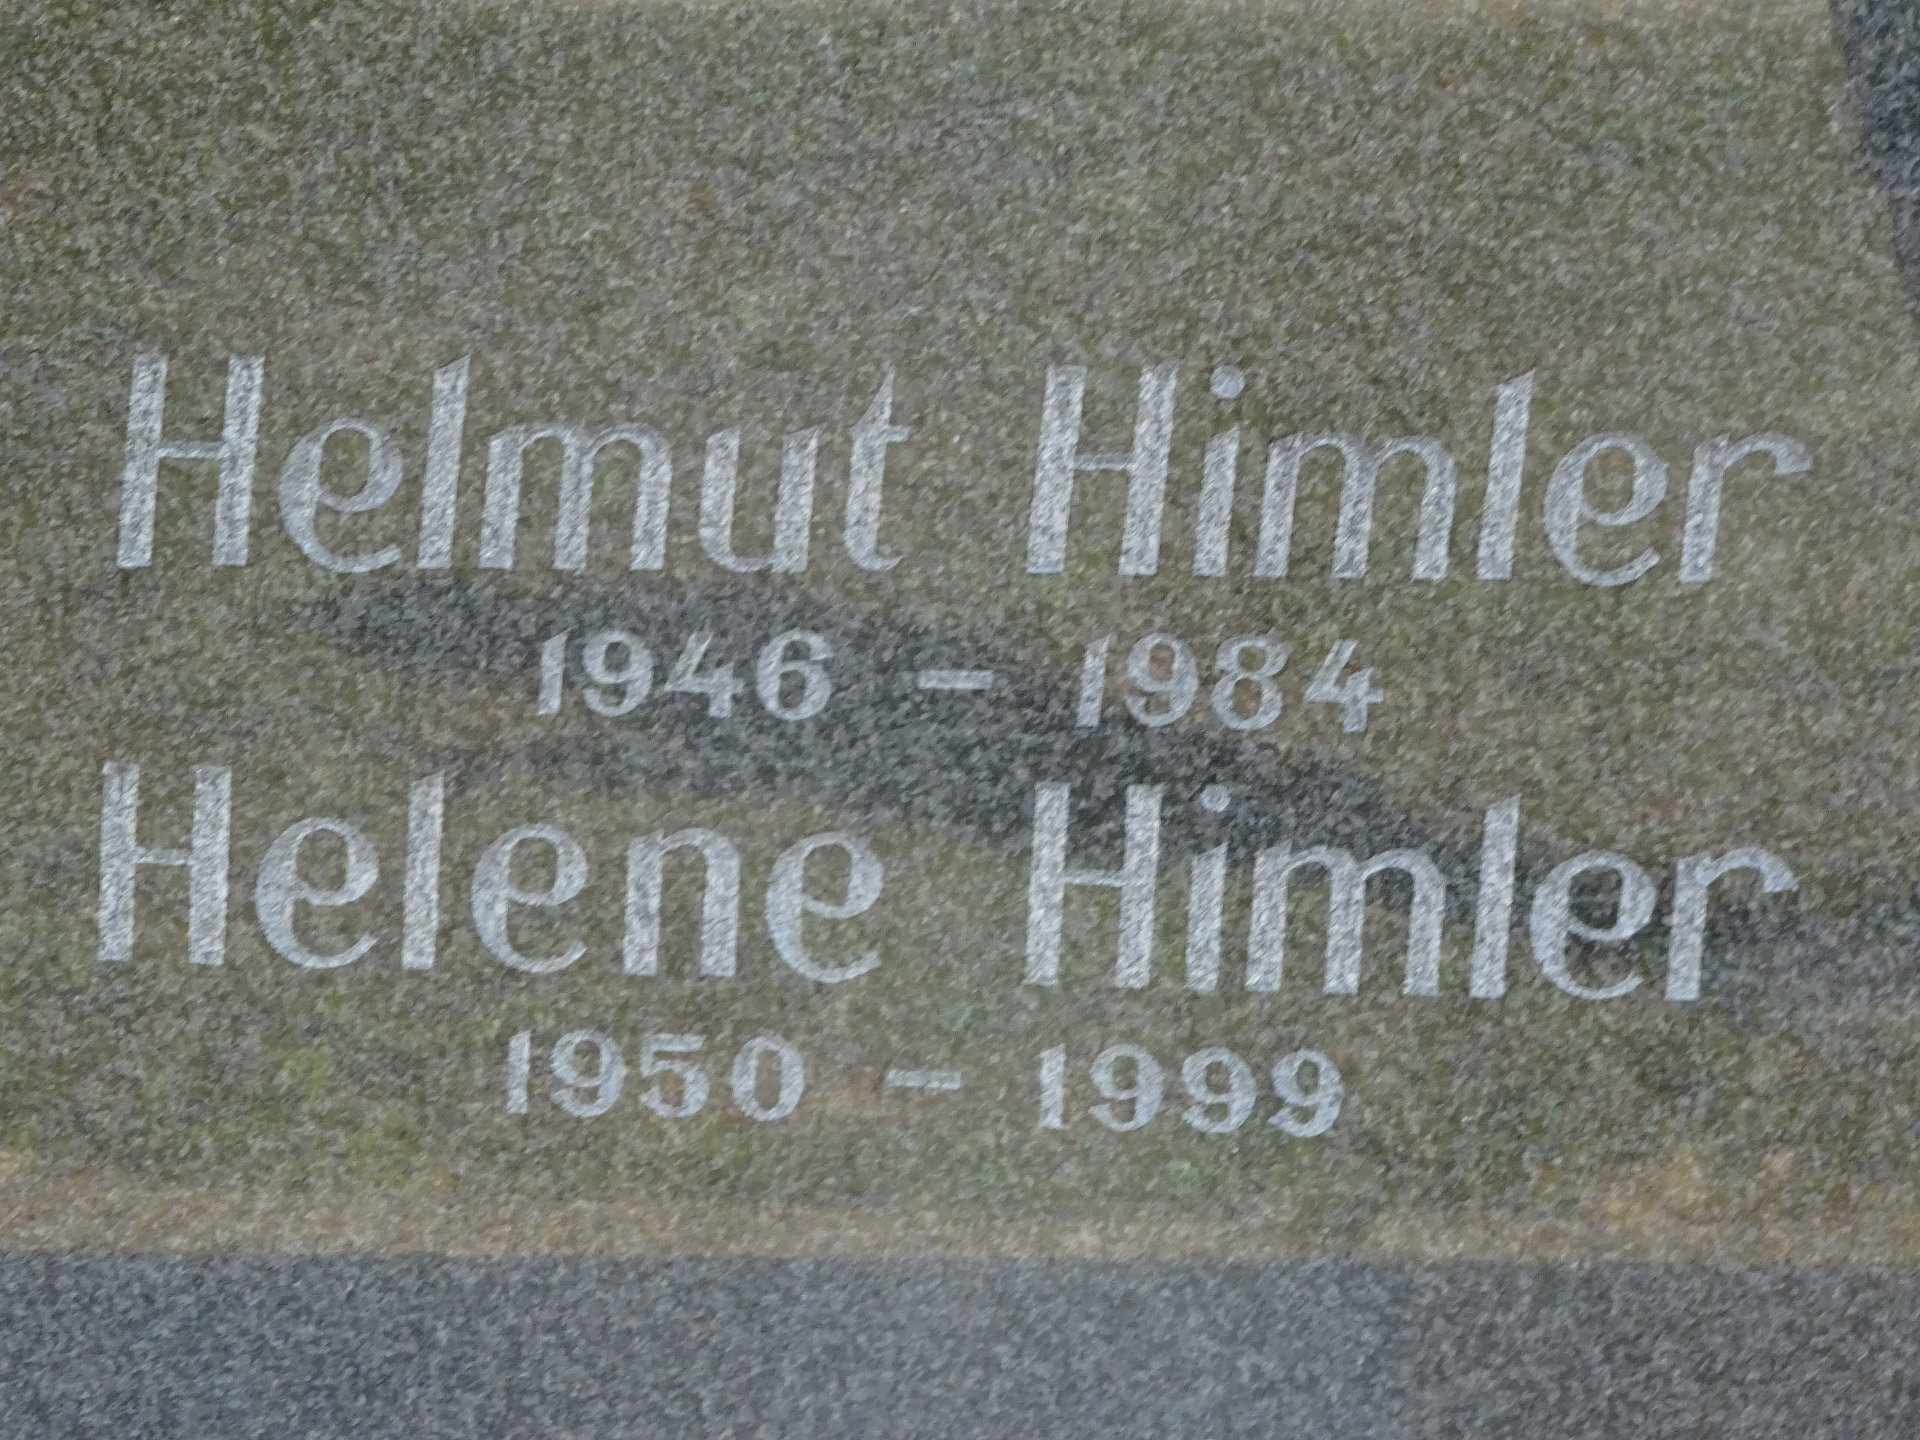 Helmut Himler
1946 - 1984
Helene Himler
1950 - 1999